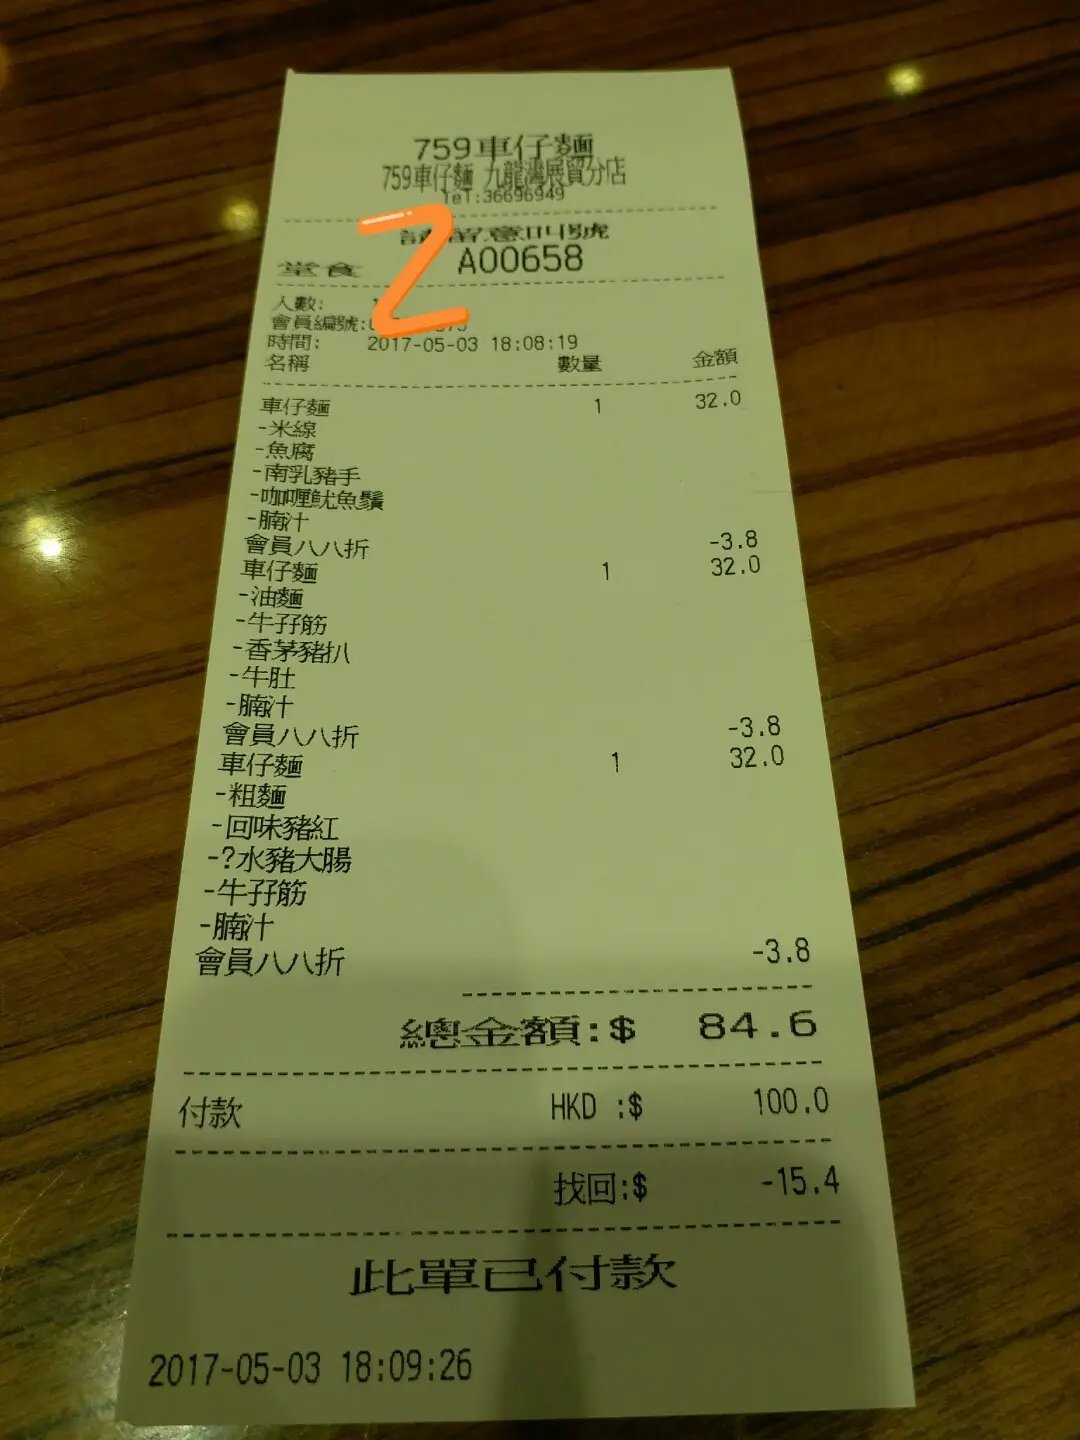 759車仔麵
759車仔麵 九龍灣展貿分店
Tel:36696949
請留意叫號
堂食 A00658
人數:
會員編號:
時間: 2017-05-03 18:08:19
名稱 數量 金額
車仔麵 1 32.0
-米線
-魚腐
-南乳豬手
-咖喱魷魚鬚
-腩汁
會員八八折 -3.8
車仔麵 1 32.0
-油麵
-牛孖筋
-香茅豬扒
-牛肚
-腩汁
會員八八折 -3.8
車仔麵 1 32.0
-粗麵
-回味豬紅
-?水豬大腸
-牛孖筋
-腩汁
會員八八折 -3.8
總金額:$ 84.6
付款 HKD :$ 100.0
找回:$ -15.4
此單已付款
2017-05-03 18:09:26